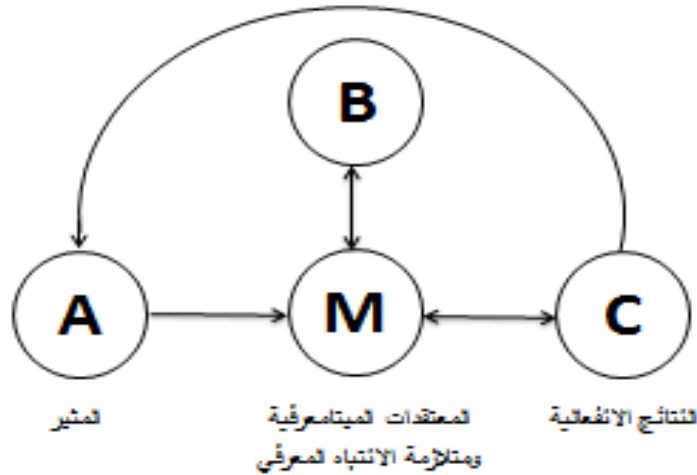 B
A
M
C
المثير
المعتقدات الميتامعرفية
ومتلازمة الانتباه المعرفي
النتائج الانفعالية